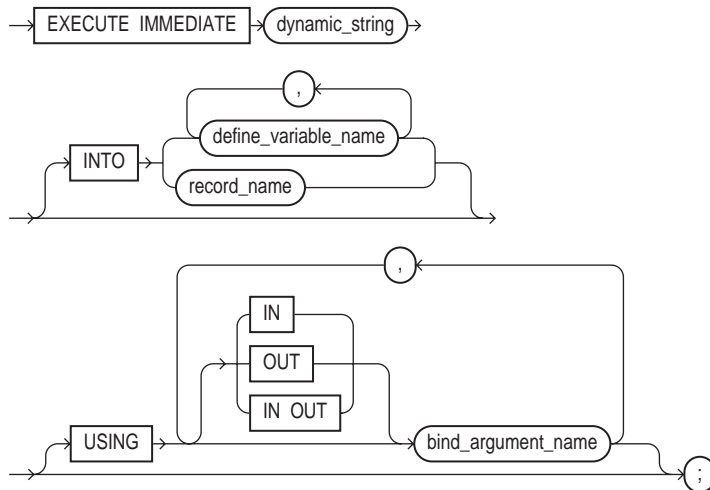 EXECUTE IMMEDIATE dynamic_string
,
define_variable_name
INTO
record_name
,
IN
OUT
IN OUT
USING bind_argument_name
;